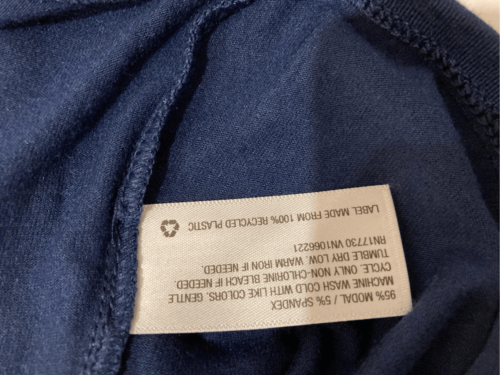 95% MODAL / 5% SPANDEX
MACHINE WASH COLD WITH LIKE COLORS, GENTLE
CYCLE. ONLY NON-CHLORINE BLEACH IF NEEDED.
TUMBLE DRY LOW. WARM IRON IF NEEDED.
RN17730 VN1066221
LABEL MADE FROM 100% RECYCLED PLASTIC